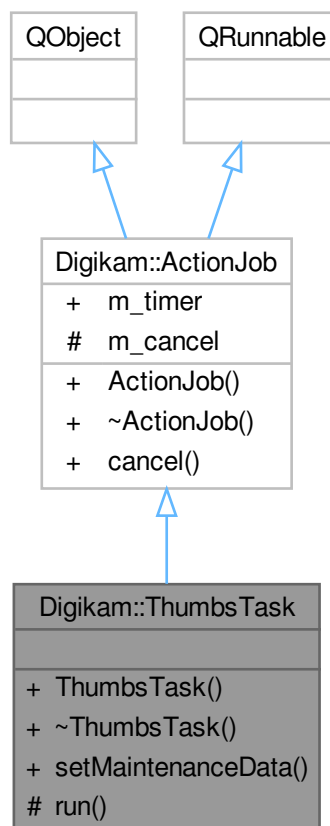 QObject
QRunnable
Digikam::ActionJob
+ m_timer
# m_cancel
+ ActionJob()
+ ~ActionJob()
+ cancel()
Digikam::ThumbsTask
+ ThumbsTask()
+ ~ThumbsTask()
+ setMaintenanceData()
# run()